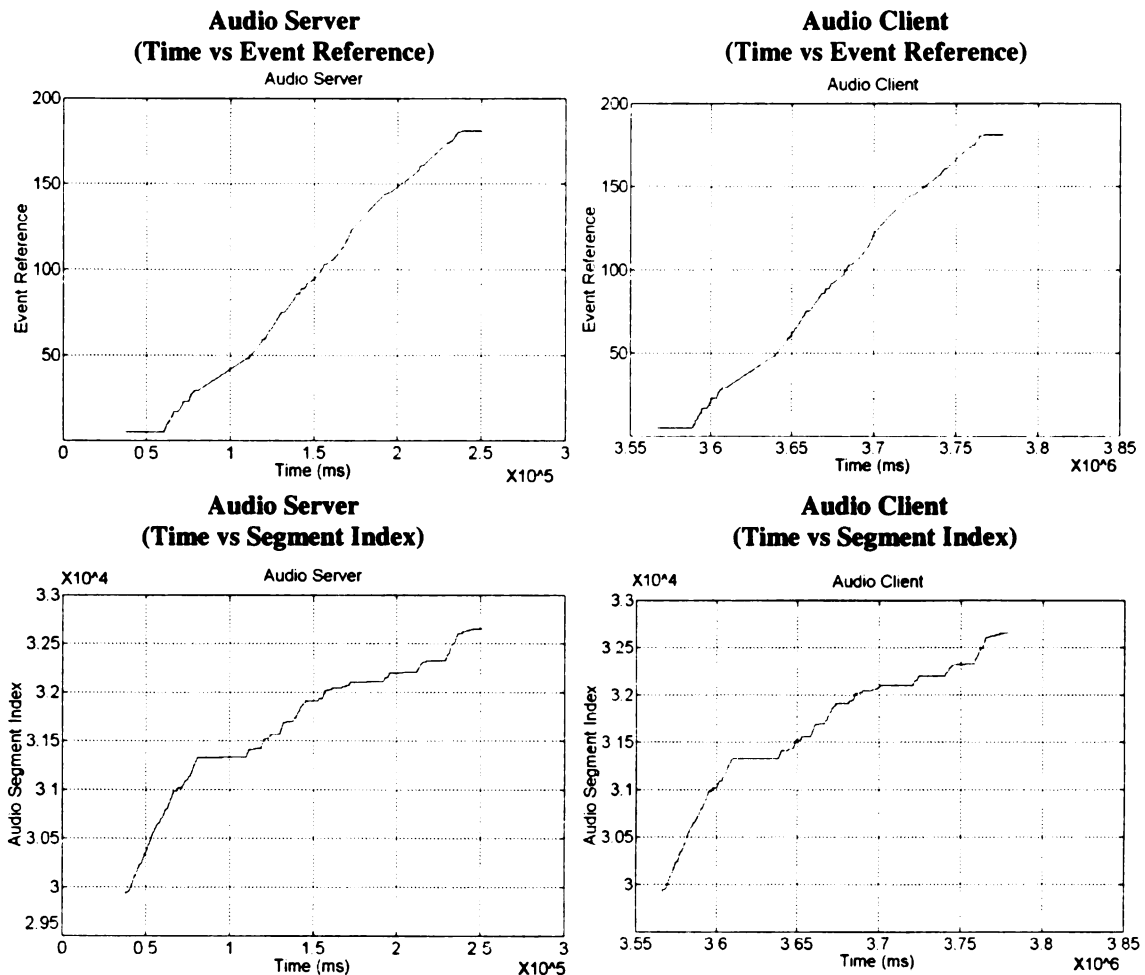 Audio Server
(Time vs Event Reference)
Audio Server
200
150
100
50
Event Reference
0 0.5 1 1.5 2 2.5 3
Time (ms)
X10^5
Audio Client
(Time vs Event Reference)
Audio Client
200
150
100
50
Event Reference
3.55 3.6 3.65 3.7 3.75 3.8 3.85
Time (ms)
X10^6
Audio Server
(Time vs Segment Index)
Audio Server
X10^4
3.3
3.25
3.2
3.15
3.1
3.05
3
2.95
Audio Segment Index
0 0.5 1 1.5 2 2.5 3
Time (ms)
X10^5
Audio Client
(Time vs Segment Index)
Audio Client
X10^4
3.3
3.25
3.2
3.15
3.1
3.05
3
Audio Segment Index
3.55 3.6 3.65 3.7 3.75 3.8 3.85
Time (ms)
X10^6